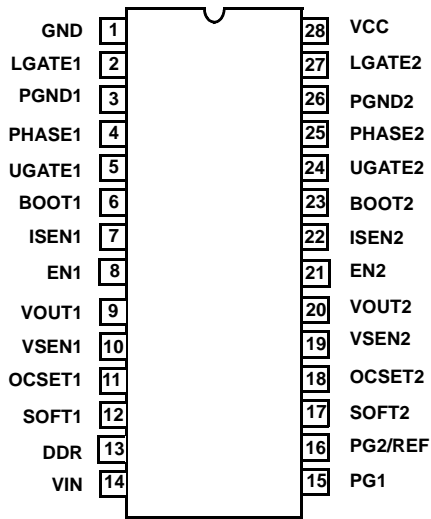 GND 1 28 VCC
LGATE1 2 27 LGATE2
PGND1 3 26 PGND2
PHASE1 4 25 PHASE2
UGATE1 5 24 UGATE2
BOOT1 6 23 BOOT2
ISEN1 7 22 ISEN2
EN1 8 21 EN2
VOUT1 9 20 VOUT2
VSEN1 10 19 VSEN2
OCSET1 11 18 OCSET2
SOFT1 12 17 SOFT2
DDR 13 16 PG2/REF
VIN 14 15 PG1